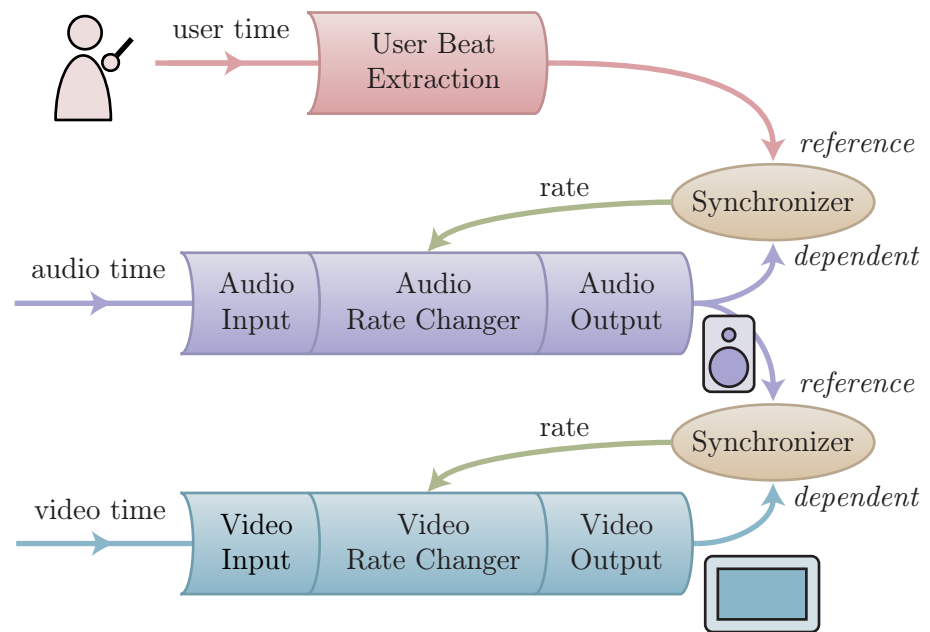 user time
User Beat
Extraction
reference
rate
Synchronizer
dependent
audio time
Audio
Input
Audio
Rate Changer
Audio
Output
reference
rate
Synchronizer
dependent
video time
Video
Input
Video
Rate Changer
Video
Output